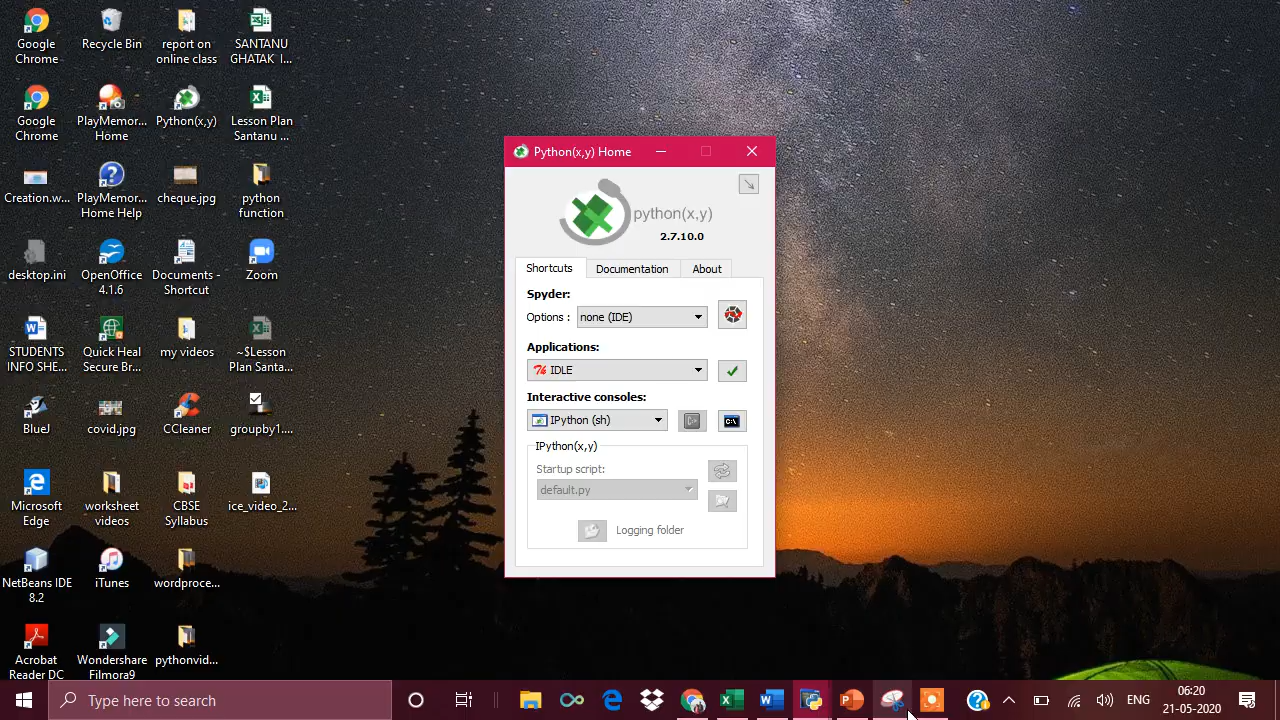 Google
Chrome
Recycle Bin
report on
online class
SANTANU
GHATAK I...
Google
Chrome
PlayMemor...
Home
Python(x,y)
Lesson Plan
Santanu ...
Creation.w...
PlayMemor...
Home Help
cheque.jpg
python
function
desktop.ini
OpenOffice
4.1.6
Documents -
Shortcut
Zoom
STUDENTS
INFO SHE...
Quick Heal
Secure Br...
my videos
~$Lesson
Plan Santa...
BlueJ
covid.jpg
CCleaner
groupby1....
Microsoft
Edge
worksheet
videos
CBSE
Syllabus
ice_video_2...
NetBeans IDE
8.2
iTunes
wordproce...
Acrobat
Reader DC
Wondershare
Filmora9
pythonvid...
Python(x,y) Home
python(x,y)
2.7.10.0
Shortcuts
Documentation
About
Spyder:
Options :
none (IDE)
Applications:
IDLE
Interactive consoles:
IPython (sh)
C:\
IPython(x,y)
Startup script:
default.py
Logging folder
Type here to search
ENG
06:20
21-05-2020